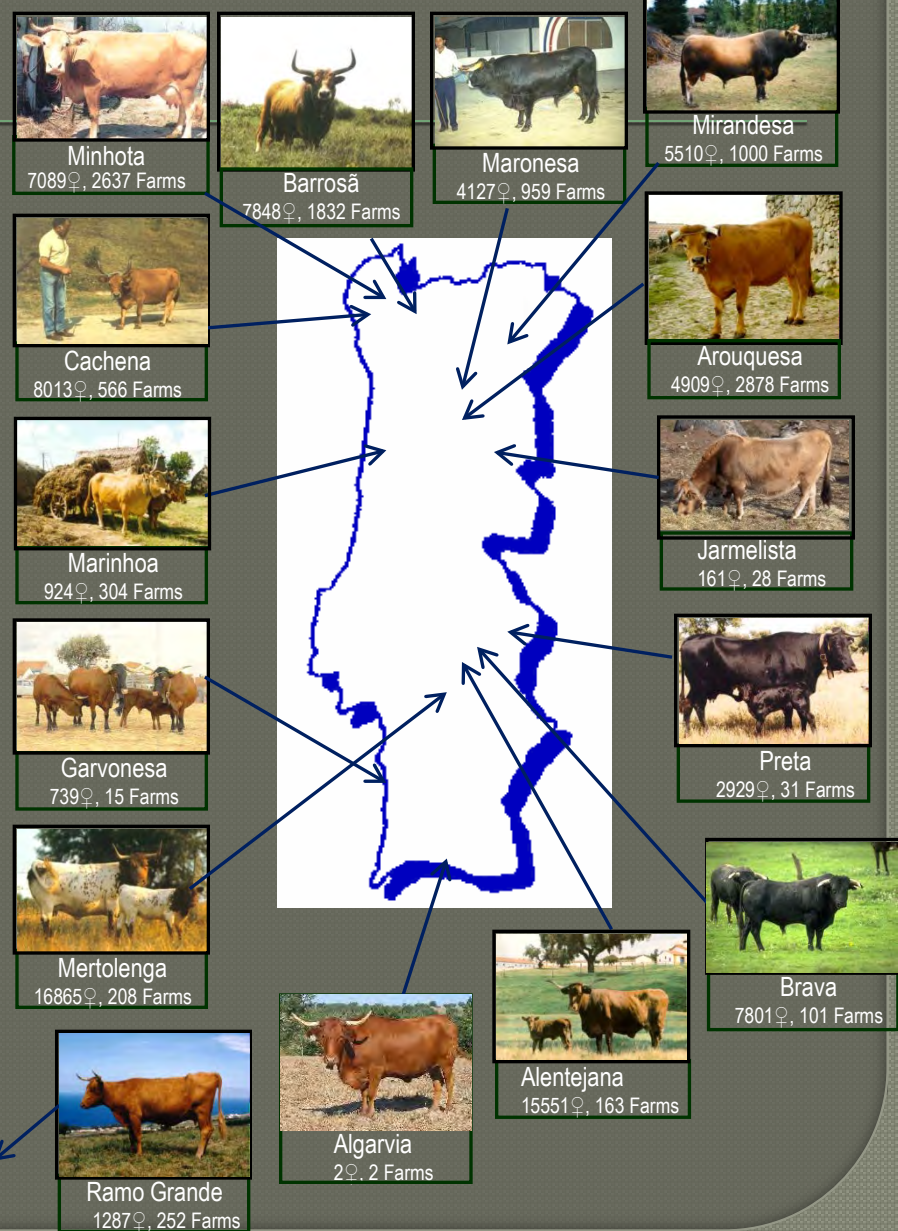 Minhota
7089♀, 2637 Farms
Barrosã
7848♀, 1832 Farms
Maronesa
4127♀, 959 Farms
Mirandesa
5510♀, 1000 Farms
Cachena
8013♀, 566 Farms
Arouquesa
4909♀, 2878 Farms
Marinhoa
924♀, 304 Farms
Jarmelista
161♀, 28 Farms
Garvonesa
739♀, 15 Farms
Preta
2929♀, 31 Farms
Mertolenga
16865♀, 208 Farms
Brava
7801♀, 101 Farms
Alentejana
15551♀, 163 Farms
Algarvia
2♀. 2 Farms
Ramo Grande
1287♀, 252 Farms